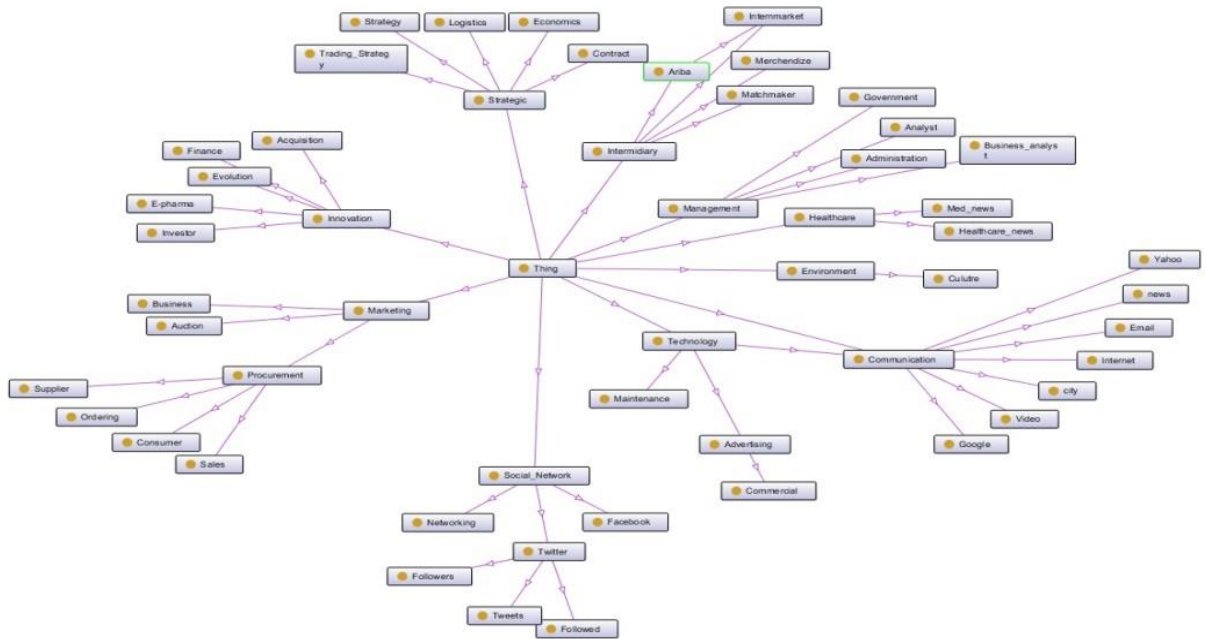 Internmarket
Strategy
Logistics
Economics
Trading_Strateg
y
Contract
Merchendize
Ariba
Matchmaker
Strategic
Government
Analyst
Acquisition
Finance
Intermidiary
Administration
Business_analys
t
Evolution
E-pharma
Innovation
Management
Healthcare
Med_news
Investor
Healthcare_news
Yahoo
Thing
Environment
Culutre
news
Business
Marketing
Auction
Email
Technology
Communication
Internet
Procurement
Supplier
Maintenance
city
Ordering
Video
Consumer
Advertising
Google
Sales
Social_Network
Commercial
Networking
Facebook
Twitter
Followers
Tweets
Followed